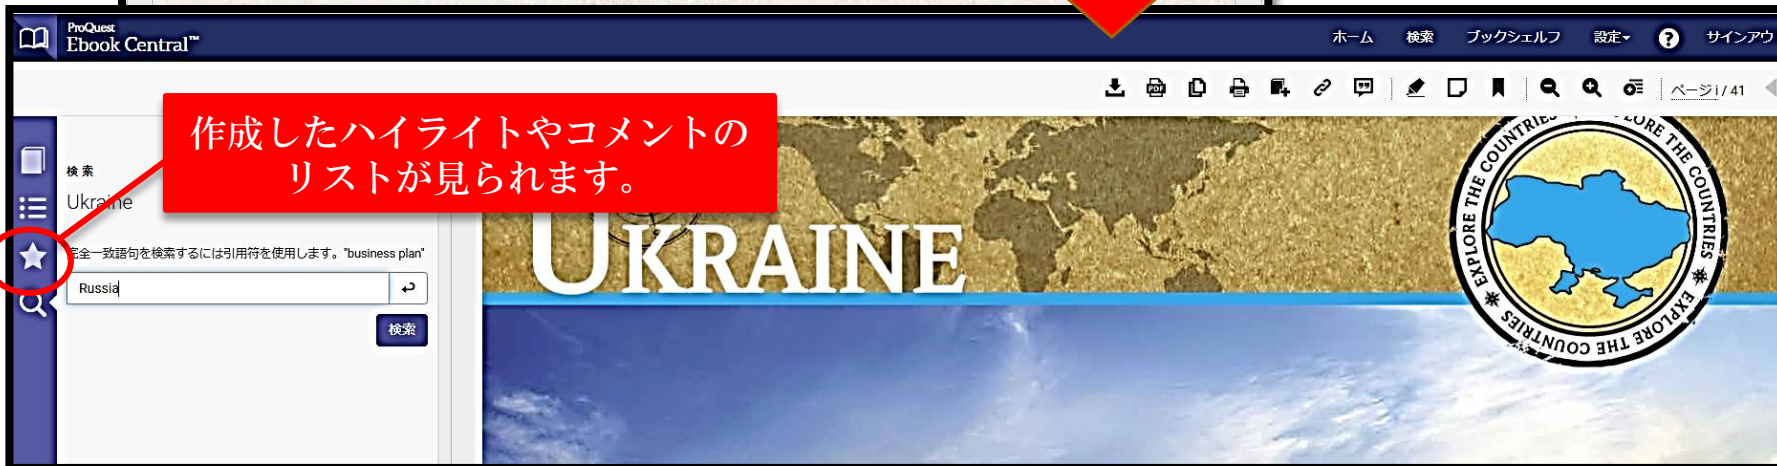 ProQuest
Ebook Central™
ホーム 検索 ブックシェルフ 設定 ? サインアウ
PDF
ページ i / 41
作成したハイライトやコメントの
リストが見られます。
検索
Ukraine
完全一致語句を検索するには引用符を使用します。"business plan"
Russia
検索
UKRAINE
EXPLORE THE COUNTRIES * EXPLORE THE COUNTRIES * EXPLORE THE COUNTRIES *